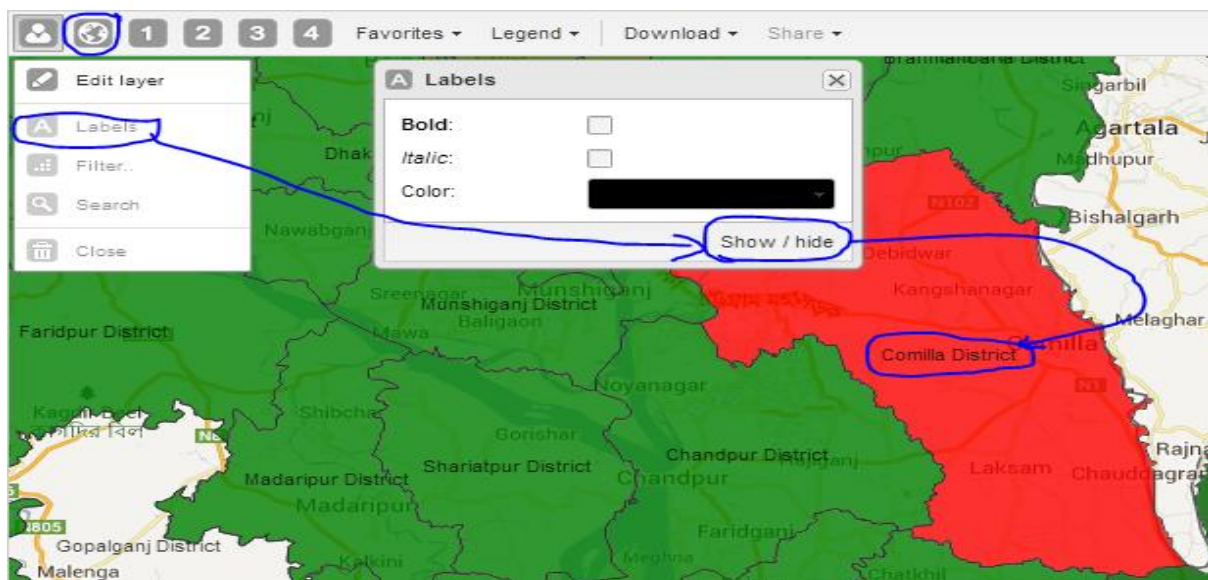 1 2 3 4 Favorites Legend Download Share
Edit layer
Labels
Filter..
Search
Close
A Labels
Bold:
Italic:
Color:
Show / hide
Singarbil
Agartala
Madhupur
Bishalgarh
N102
Debidwar
Kangshanagar
Melaghar
Nawabganj
Sreenagar
Munshiganj
Munshiganj District
Baligaon
Mawa
Faridpur District
Comilla District
Noyanagar
N1
Shibchar
Gorishar
Chandpur District
Hajiganj
Shariatpur District
Chandpur
Madaripur District
Madaripur
Laksam
Faridganj
N805
Gopalganj District
Malenga
Kalkini
Meghna
Chatkhil